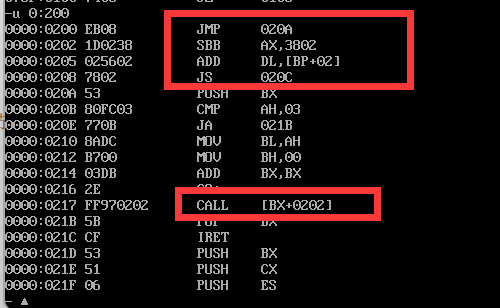 -u 0:200
0000:0200 EB08 JMP 020A
0000:0202 1D0238 SBB AX,3802
0000:0205 025602 ADD DL,[BP+02]
0000:0208 7802 JS 020C
0000:020A 53 PUSH BX
0000:020B 80FC03 CMP AH,03
0000:020E 770B JA 021B
0000:0210 8ADC MOV BL,AH
0000:0212 B700 MOV BH,00
0000:0214 03DB ADD BX,BX
0000:0216 2E
0000:0217 FF970202 CALL [BX+0202]
0000:021B 5B POP BX
0000:021C CF IRET
0000:021D 53 PUSH BX
0000:021E 51 PUSH CX
0000:021F 06 PUSH ES
-